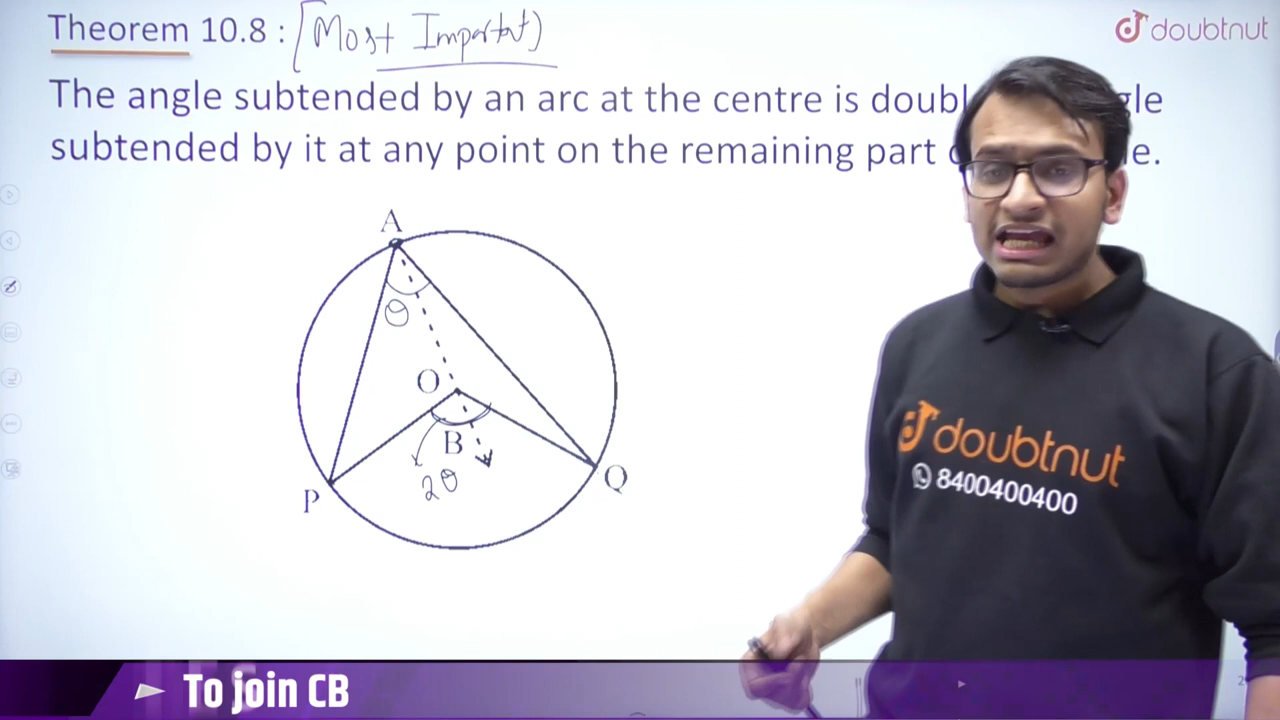 Theorem 10.8 : [Most Important)
doubtnut
The angle subtended by an arc at the centre is doubl gle
subtended by it at any point on the remaining part e.
A
θ
O
B
2θ
P
Q
doubtnut
8400400400
To join CB